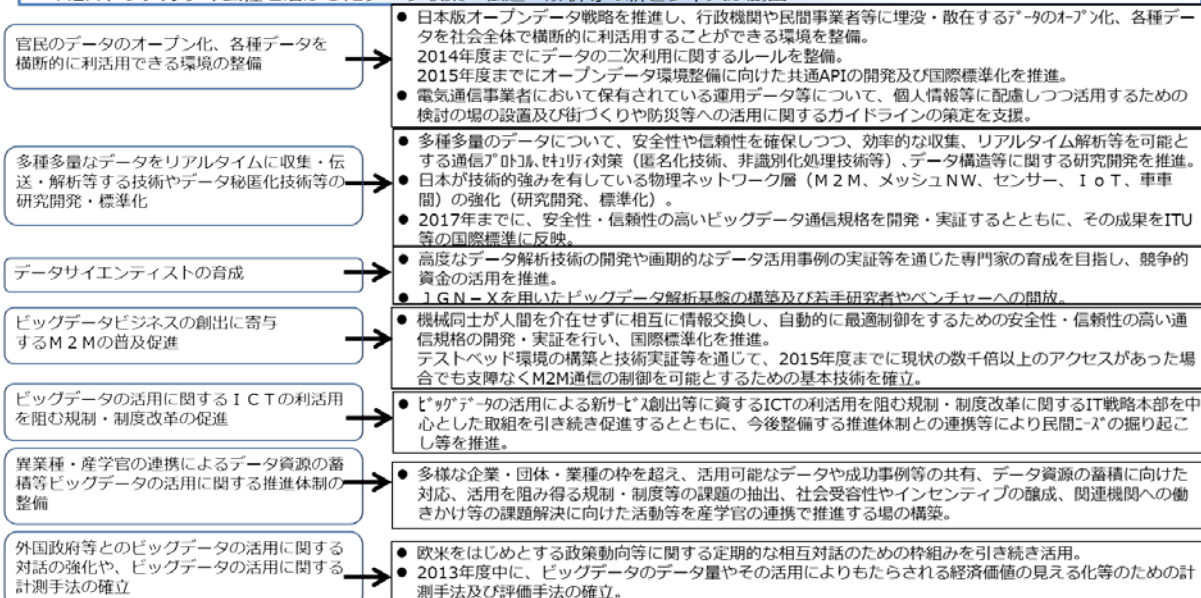 官民のデータのオープン化、各種データを
横断的に利活用できる環境の整備
● 日本版オープンデータ戦略を推進し、行政機関や民間事業者等に埋没・散在するﾃﾞｰﾀのｵｰﾌﾟﾝ化、各種デー
タを社会全体で横断的に利活用することができる環境を整備。
2014年度までにデータの二次利用に関するルールを整備。
2015年度までにオープンデータ環境整備に向けた共通APIの開発及び国際標準化を推進。
● 電気通信事業者において保有されている運用データ等について、個人情報等に配慮しつつ活用するための
検討の場の設置及び街づくりや防災等への活用に関するガイドラインの策定を支援。
多種多量なデータをリアルタイムに収集・伝
送・解析等する技術やデータ秘匿化技術等の
研究開発・標準化
● 多種多量のデータについて、安全性や信頼性を確保しつつ、効率的な収集、リアルタイム解析等を可能と
する通信ﾌﾟﾛﾄｺﾙ、ｾｷｭﾘﾃｨ対策（匿名化技術、非識別化処理技術等）、データ構造等に関する研究開発を推進。
● 日本が技術的強みを有している物理ネットワーク層（Ｍ２Ｍ、メッシュNW、センサー、ＩｏＴ、車車
間）の強化（研究開発、標準化）。
● 2017年までに、安全性・信頼性の高いビッグデータ通信規格を開発・実証するとともに、その成果をITU
等の国際標準に反映。
データサイエンティストの育成
● 高度なデータ解析技術の開発や画期的なデータ活用事例の実証等を通じた専門家の育成を目指し、競争的
資金の活用を推進。
● ＪＧＮ－Ｘを用いたビッグデータ解析基盤の構築及び若手研究者やベンチャーへの開放。
ビッグデータビジネスの創出に寄与
するＭ２Ｍの普及促進
● 機械同士が人間を介在せずに相互に情報交換し、自動的に最適制御をするための安全性・信頼性の高い通
信規格の開発・実証を行い、国際標準化を推進。
テストベッド環境の構築と技術実証等を通じて、2015年度までに現状の数千倍以上のアクセスがあった場
合でも支障なくM2M通信の制御を可能とするための基本技術を確立。
ビッグデータの活用に関するＩＣＴの利活用
を阻む規制・制度改革の促進
● ﾋﾞｯｸﾞﾃﾞｰﾀの活用による新ｻｰﾋﾞｽ創出等に資するICTの利活用を阻む規制・制度改革に関するIT戦略本部を中
心とした取組を引き続き促進するとともに、今後整備する推進体制との連携等により民間ﾆｰｽﾞの掘り起こ
し等を推進。
異業種・産学官の連携によるデータ資源の蓄
積等ビッグデータの活用に関する推進体制の
整備
● 多様な企業・団体・業種の枠を超え、活用可能なデータや成功事例等の共有、データ資源の蓄積に向けた
対応、活用を阻み得る規制・制度等の課題の抽出、社会受容性やインセンティブの醸成、関連機関への働
きかけ等の課題解決に向けた活動等を産学官の連携で推進する場の構築。
外国政府等とのビッグデータの活用に関する
対話の強化や、ビッグデータの活用に関する
計測手法の確立
● 欧米をはじめとする政策動向等に関する定期的な相互対話のための枠組みを引き続き活用。
● 2013年度中に、ビッグデータのデータ量やその活用によりもたらされる経済価値の見える化等のための計
測手法及び評価手法の確立。